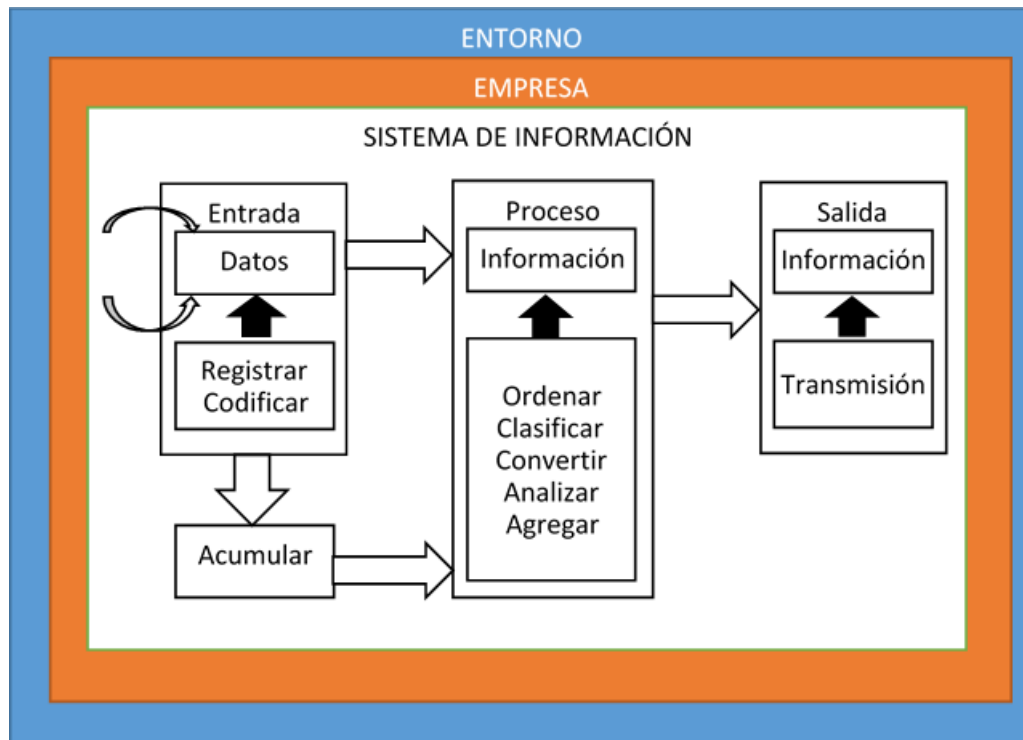 ENTORNO
EMPRESA
SISTEMA DE INFORMACIÓN
Entrada
Datos
Registrar
Codificar
Acumular
Proceso
Información
Ordenar
Clasificar
Convertir
Analizar
Agregar
Salida
Información
Transmisión